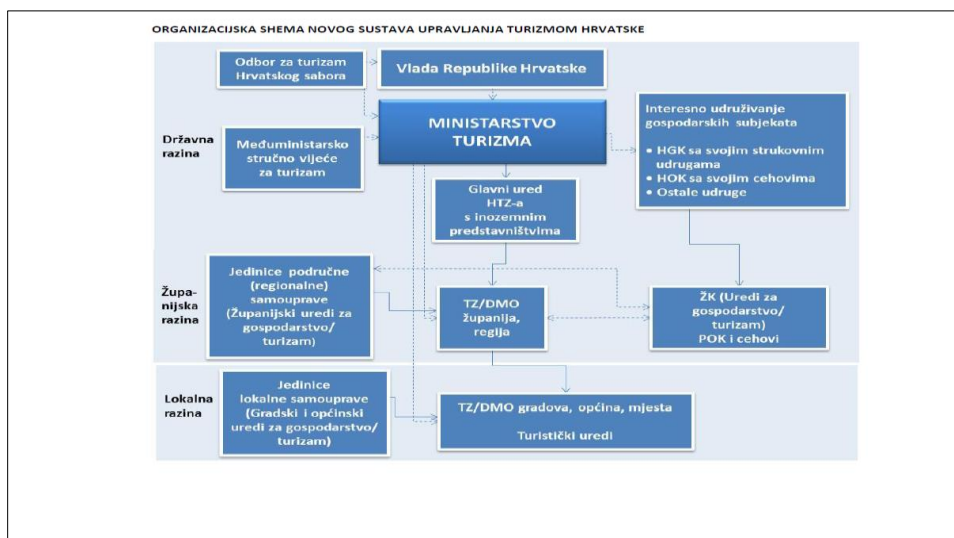 ORGANIZACIJSKA SHEMA NOVOG SUSTAVA UPRAVLJANJA TURIZMOM HRVATSKE
Odbor za turizam
Hrvatskog sabora
Vlada Republike Hrvatske
Državna
razina
MINISTARSTVO
TURIZMA
Međuministarsko
stručno vijeće
za turizam
Interesno udruživanje
gospodarskih subjekata
• HGK sa svojim strukovnim
udrugama
• HOK sa svojim cehovima
• Ostale udruge
Glavni ured
HTZ-a
s inozemnim
predstavništvima
Župa-
nijska
razina
Jedinice područne
(regionalne)
samouprave
(Županijski uredi za
gospodarstvo/
turizam)
TZ/DMO
županija,
regija
ŽK (Uredi za
gospodarstvo/
turizam)
POK i cehovi
Lokalna
razina
Jedinice
lokalne samouprave
(Gradski i općinski
uredi za gospodarstvo/
turizam)
TZ/DMO gradova, općina, mjesta
Turistički uredi